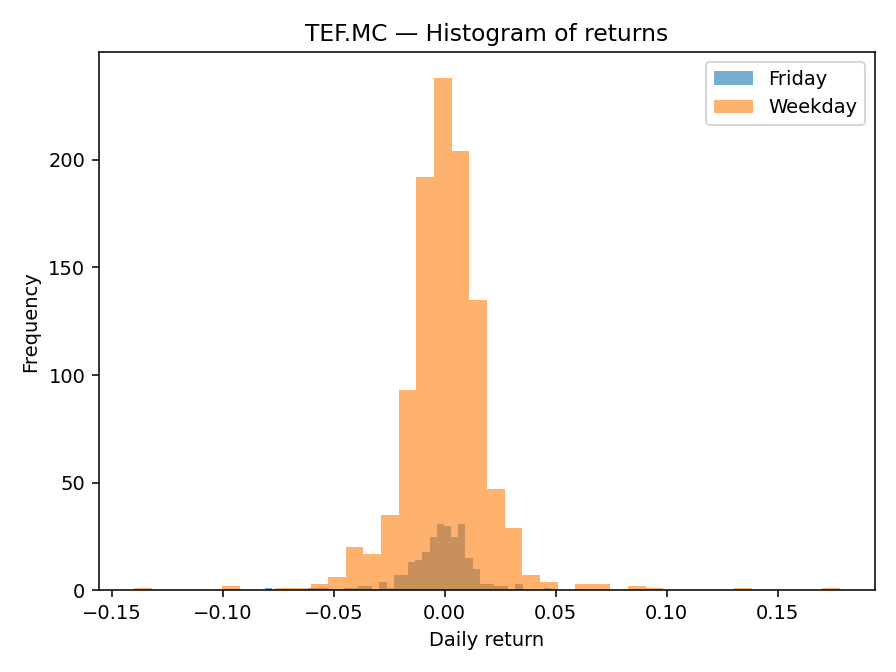 TEF.MC — Histogram of returns
Friday
Weekday
Frequency
200
150
100
50
0
−0.15 −0.10 −0.05 0.00 0.05 0.10 0.15
Daily return